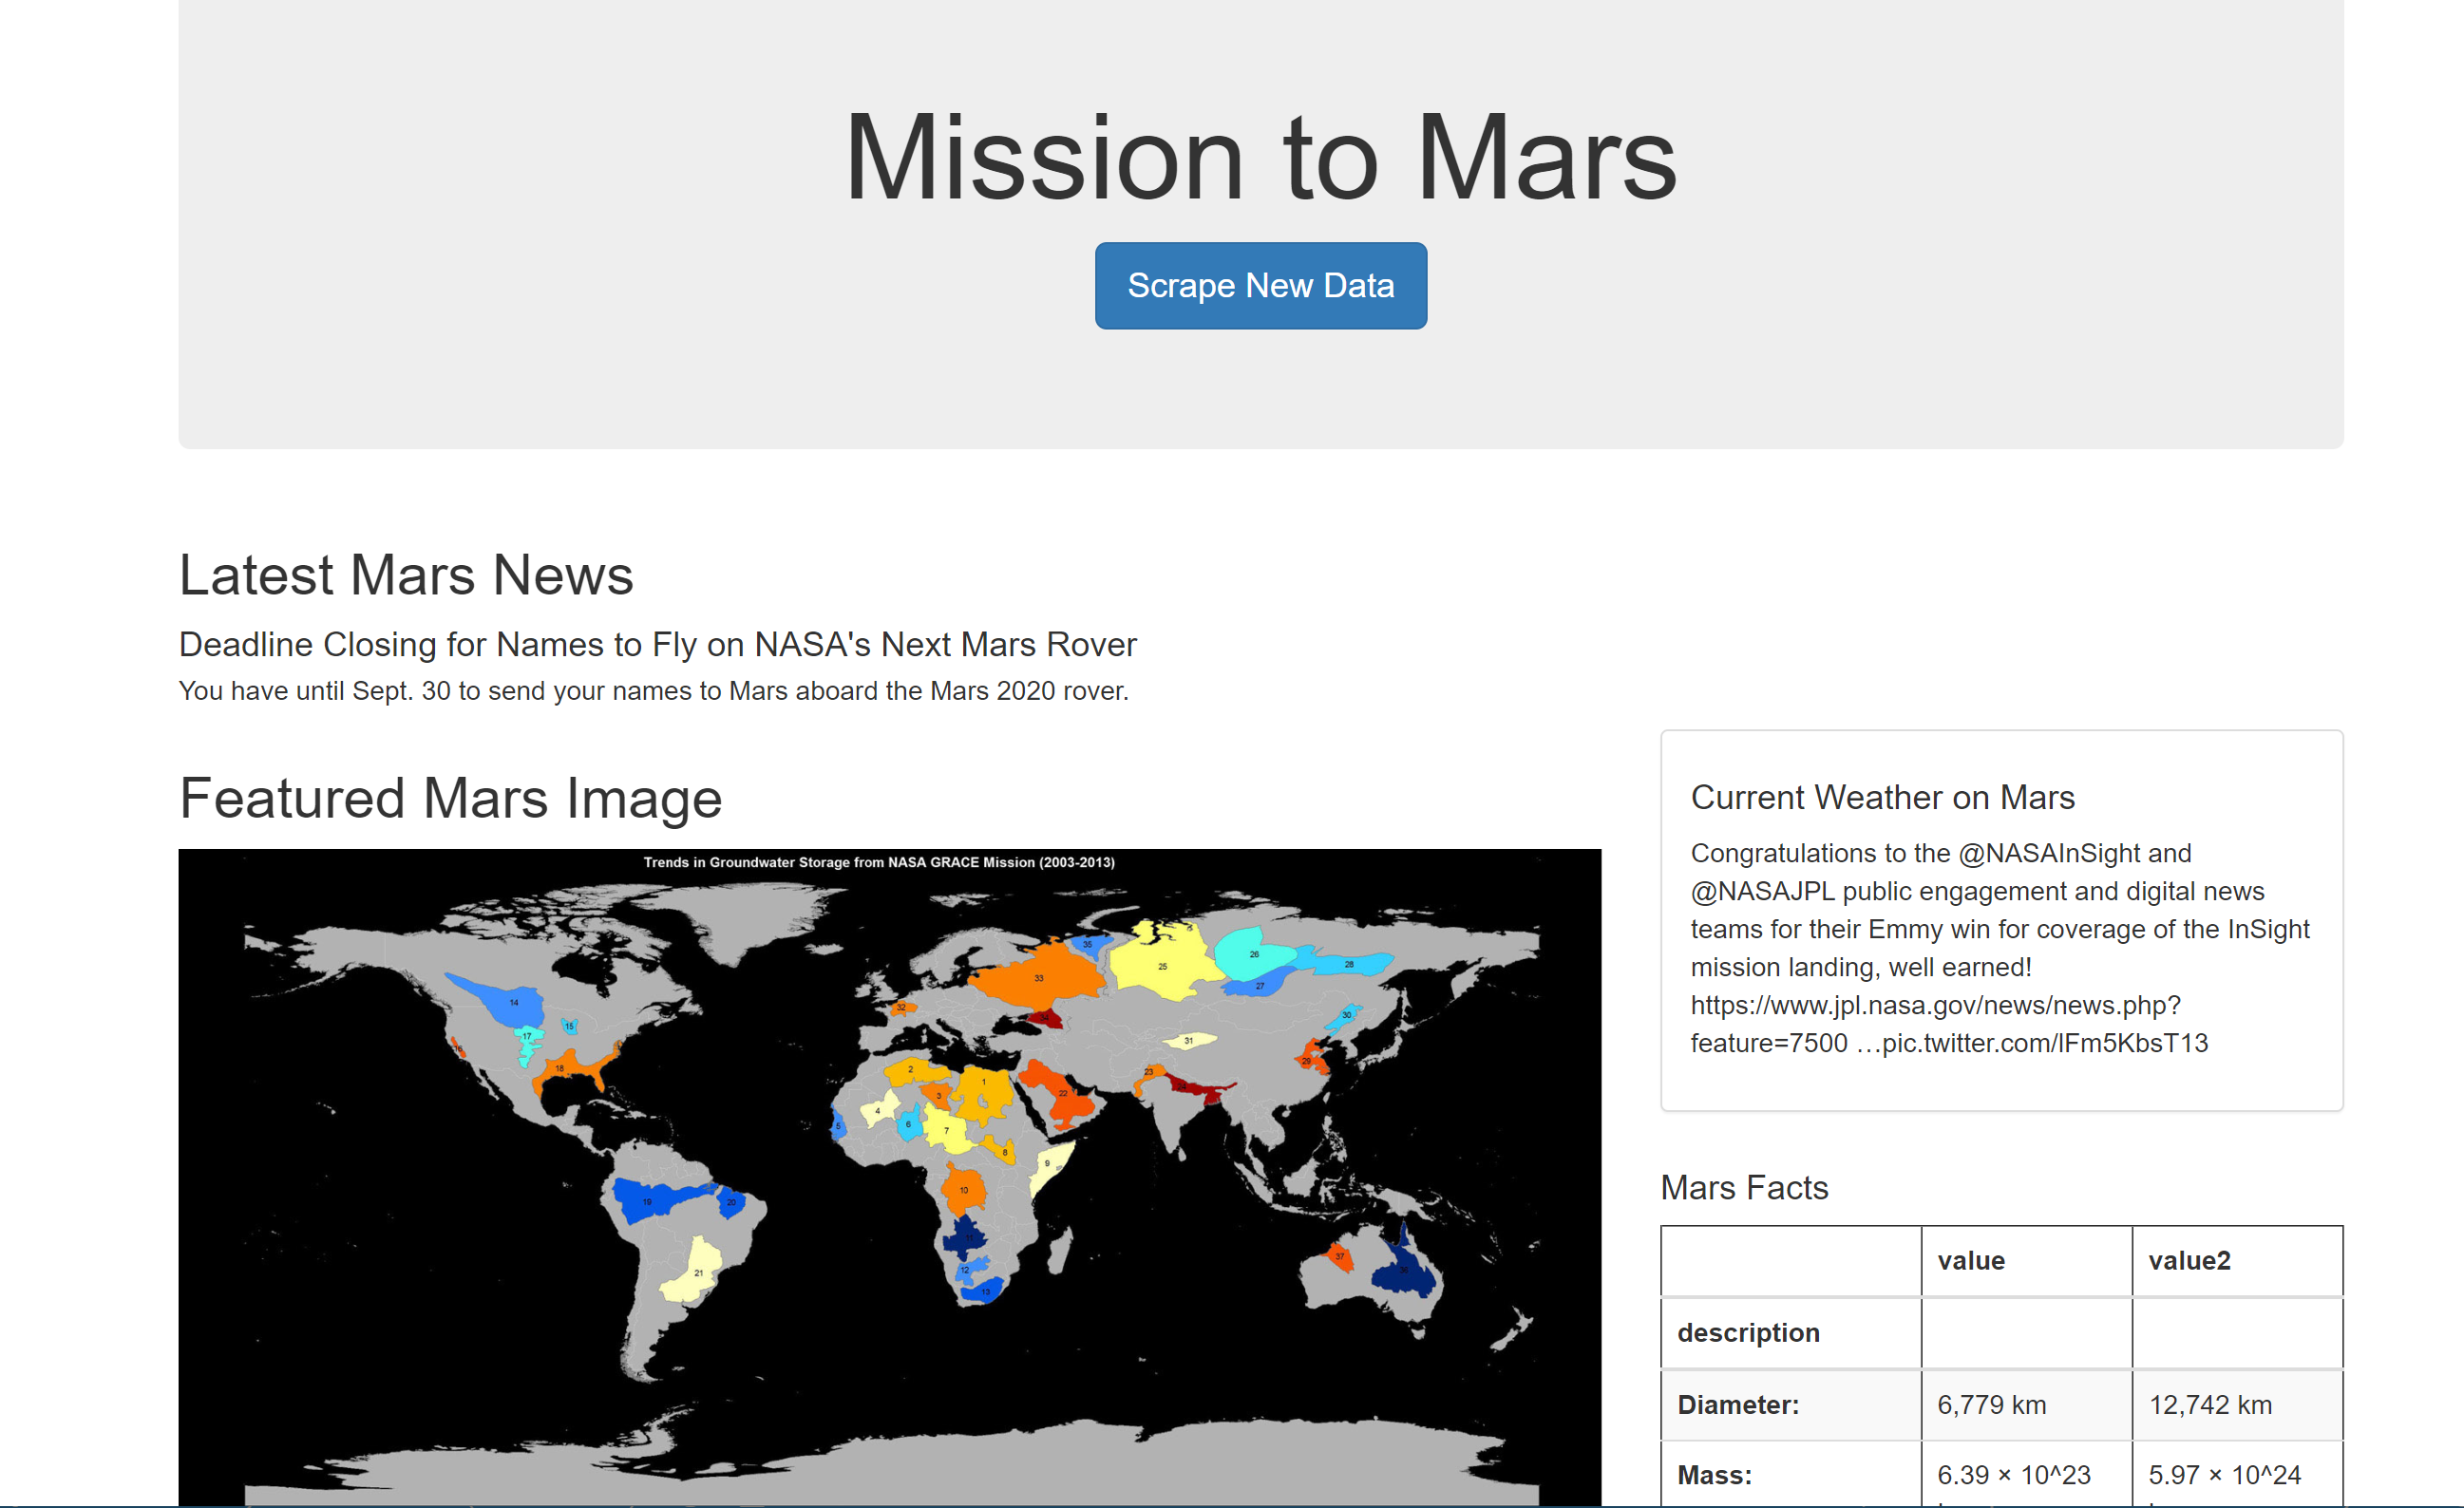 Mission to Mars
Scrape New Data
Latest Mars News
Deadline Closing for Names to Fly on NASA's Next Mars Rover
You have until Sept. 30 to send your names to Mars aboard the Mars 2020 rover.
Featured Mars Image
Trends in Groundwater Storage from NASA GRACE Mission (2003-2013)
35
26
25
28
33
27
14
32
30
15
34
17
31
16
29
18
2
23
1
24
3
22
4
6
5
7
8
9
10
19
20
11
37
12
36
21
13
Current Weather on Mars
Congratulations to the @NASAInSight and
@NASAJPL public engagement and digital news
teams for their Emmy win for coverage of the InSight
mission landing, well earned!
https://www.jpl.nasa.gov/news/news.php?
feature=7500 …pic.twitter.com/lFm5KbsT13
Mars Facts
value value2
description
Diameter: 6,779 km 12,742 km
Mass: 6.39 × 10^23 5.97 × 10^24